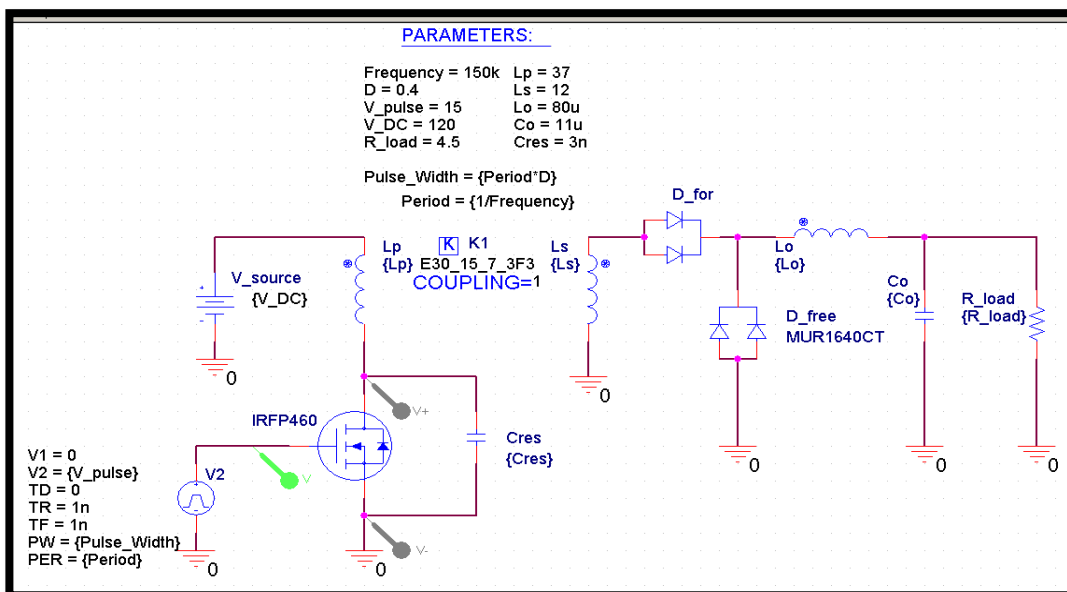 PARAMETERS:
Frequency = 150k Lp = 37
D = 0.4 Ls = 12
V_pulse = 15 Lo = 80u
V_DC = 120 Co = 11u
R_load = 4.5 Cres = 3n
Pulse_Width = {Period*D}
Period = {1/Frequency}
D_for
Lp
{Lp}
K K1
E30_15_7_3F3
COUPLING=1
Ls
{Ls}
Lo
{Lo}
V_source
{V_DC}
+
-
0
D_free
MUR1640CT
Co
{Co}
R_load
{R_load}
0
IRFP460
V+
Cres
{Cres}
0
0
0
V1 = 0
V2 = {V_pulse}
TD = 0
TR = 1n
TF = 1n
PW = {Pulse_Width}
PER = {Period}
V2
V
V-
0
0